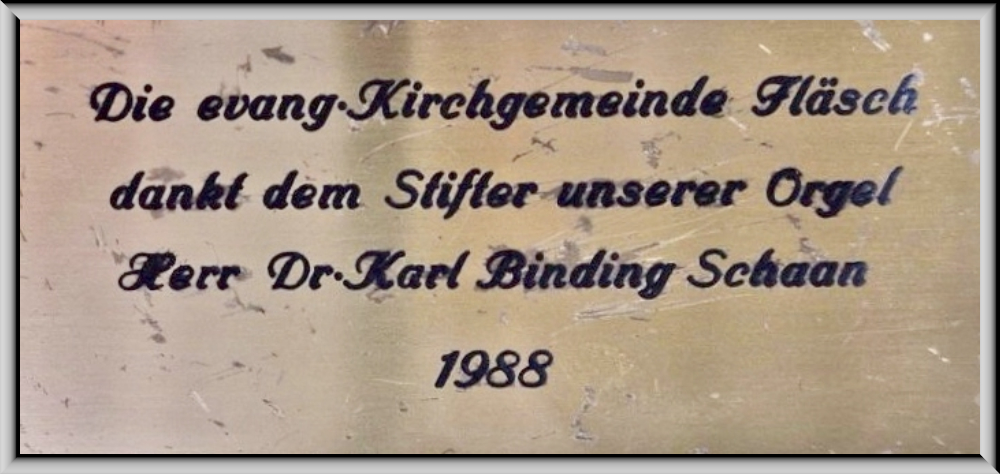 Die evang. Kirchgemeinde Fläsch
dankt dem Stifter unserer Orgel
Herr Dr. Karl Binding Schaan
1988